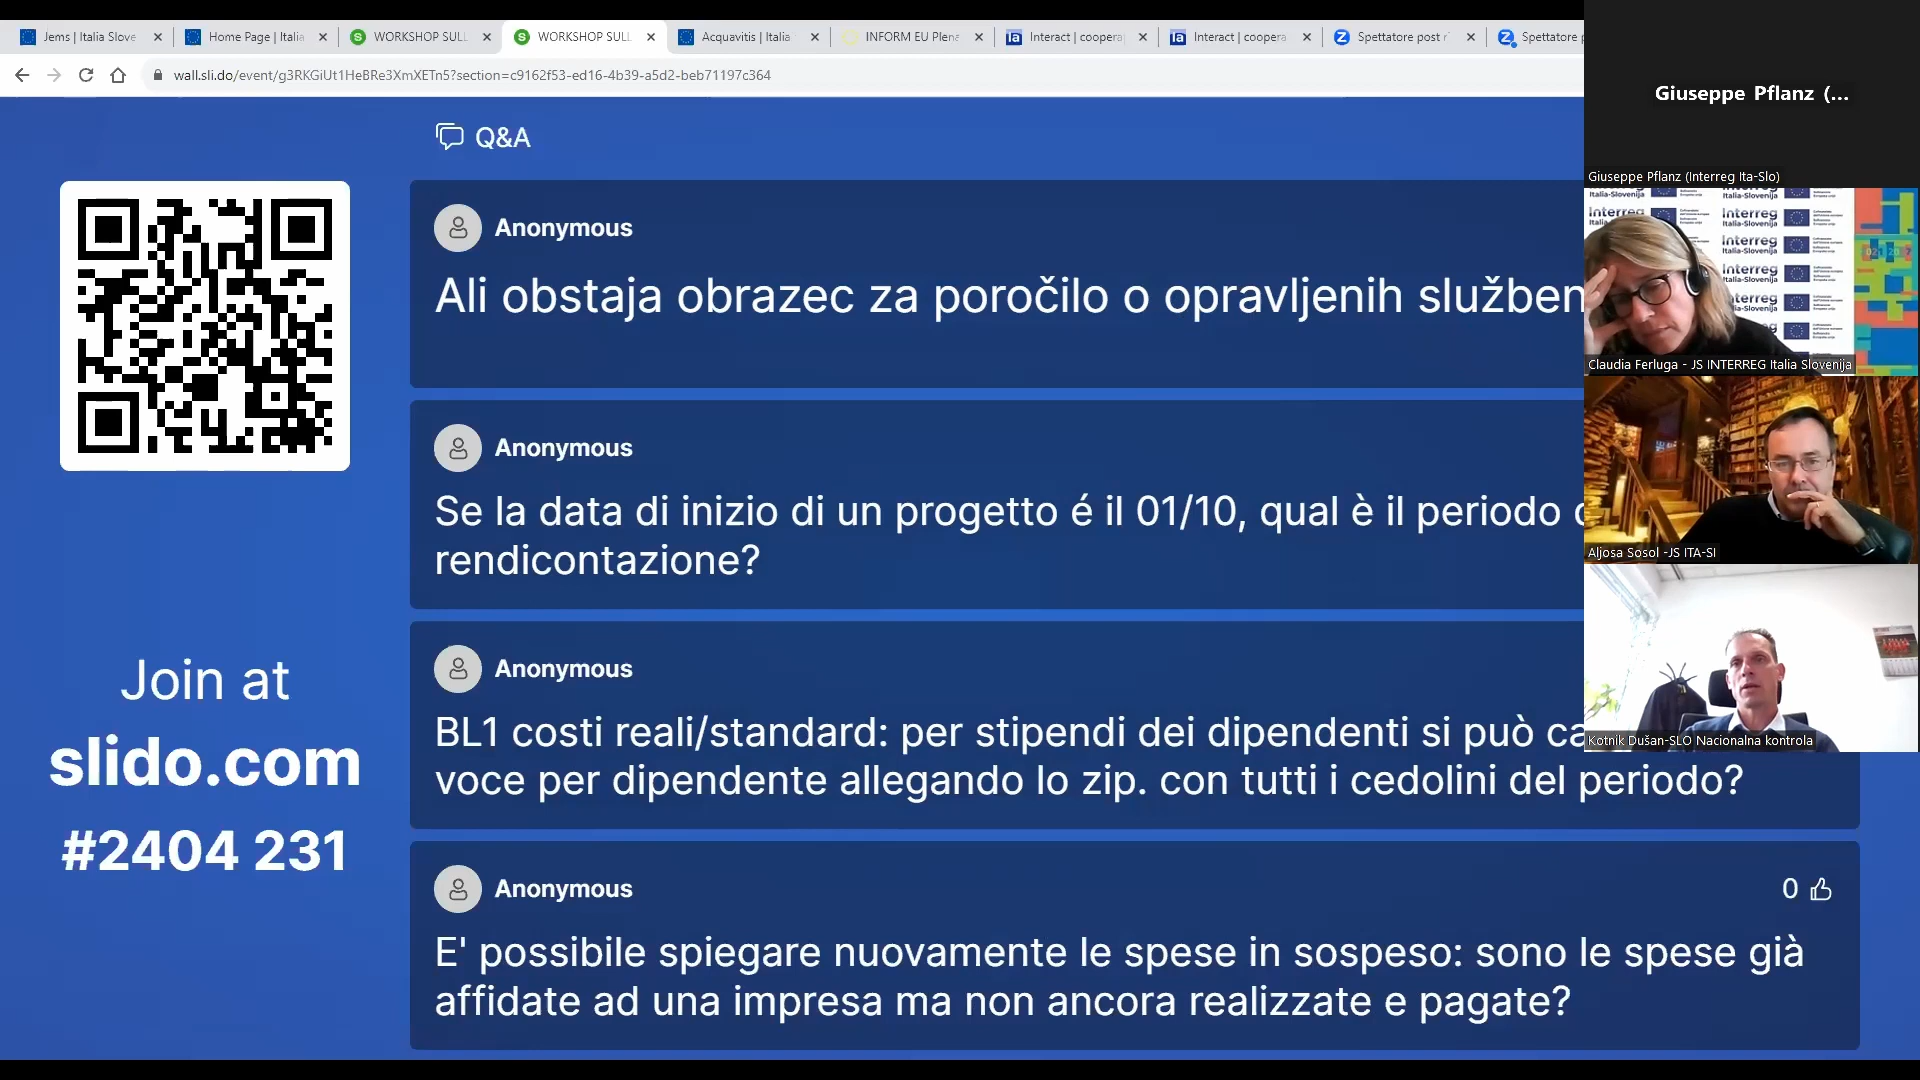 Jems | Italia Slove
Home Page | Italia
WORKSHOP SULL
WORKSHOP SULL
Acquavitis | Italia
INFORM EU Plena
Interact | coopera
Interact | coopera
Spettatore post
Spettatore p
wall.sli.do/event/g3RKGiUt1HeBRe3XmXETn5?section=c9162f53-ed16-4b39-a5d2-beb71197c364
Q&A
Anonymous
Ali obstaja obrazec za poročilo o opravljenih služben
Anonymous
Se la data di inizio di un progetto é il 01/10, qual è il periodo
rendicontazione?
Anonymous
BL1 costi reali/standard: per stipendi dei dipendenti si può ca
voce per dipendente allegando lo zip. con tutti i cedolini del periodo?
Anonymous
0
E' possibile spiegare nuovamente le spese in sospeso: sono le spese già
affidate ad una impresa ma non ancora realizzate e pagate?
Join at
slido.com
#2404 231
Giuseppe Pflanz (...
Giuseppe Pflanz (Interreg Ita-Slo)
Interreg
Italia-Slovenija
Claudia Ferluga - JS INTERREG Italia Slovenija
Aljosa Sosol -JS ITA-SI
Kotnik Dušan-SLO Nacionalna kontrola